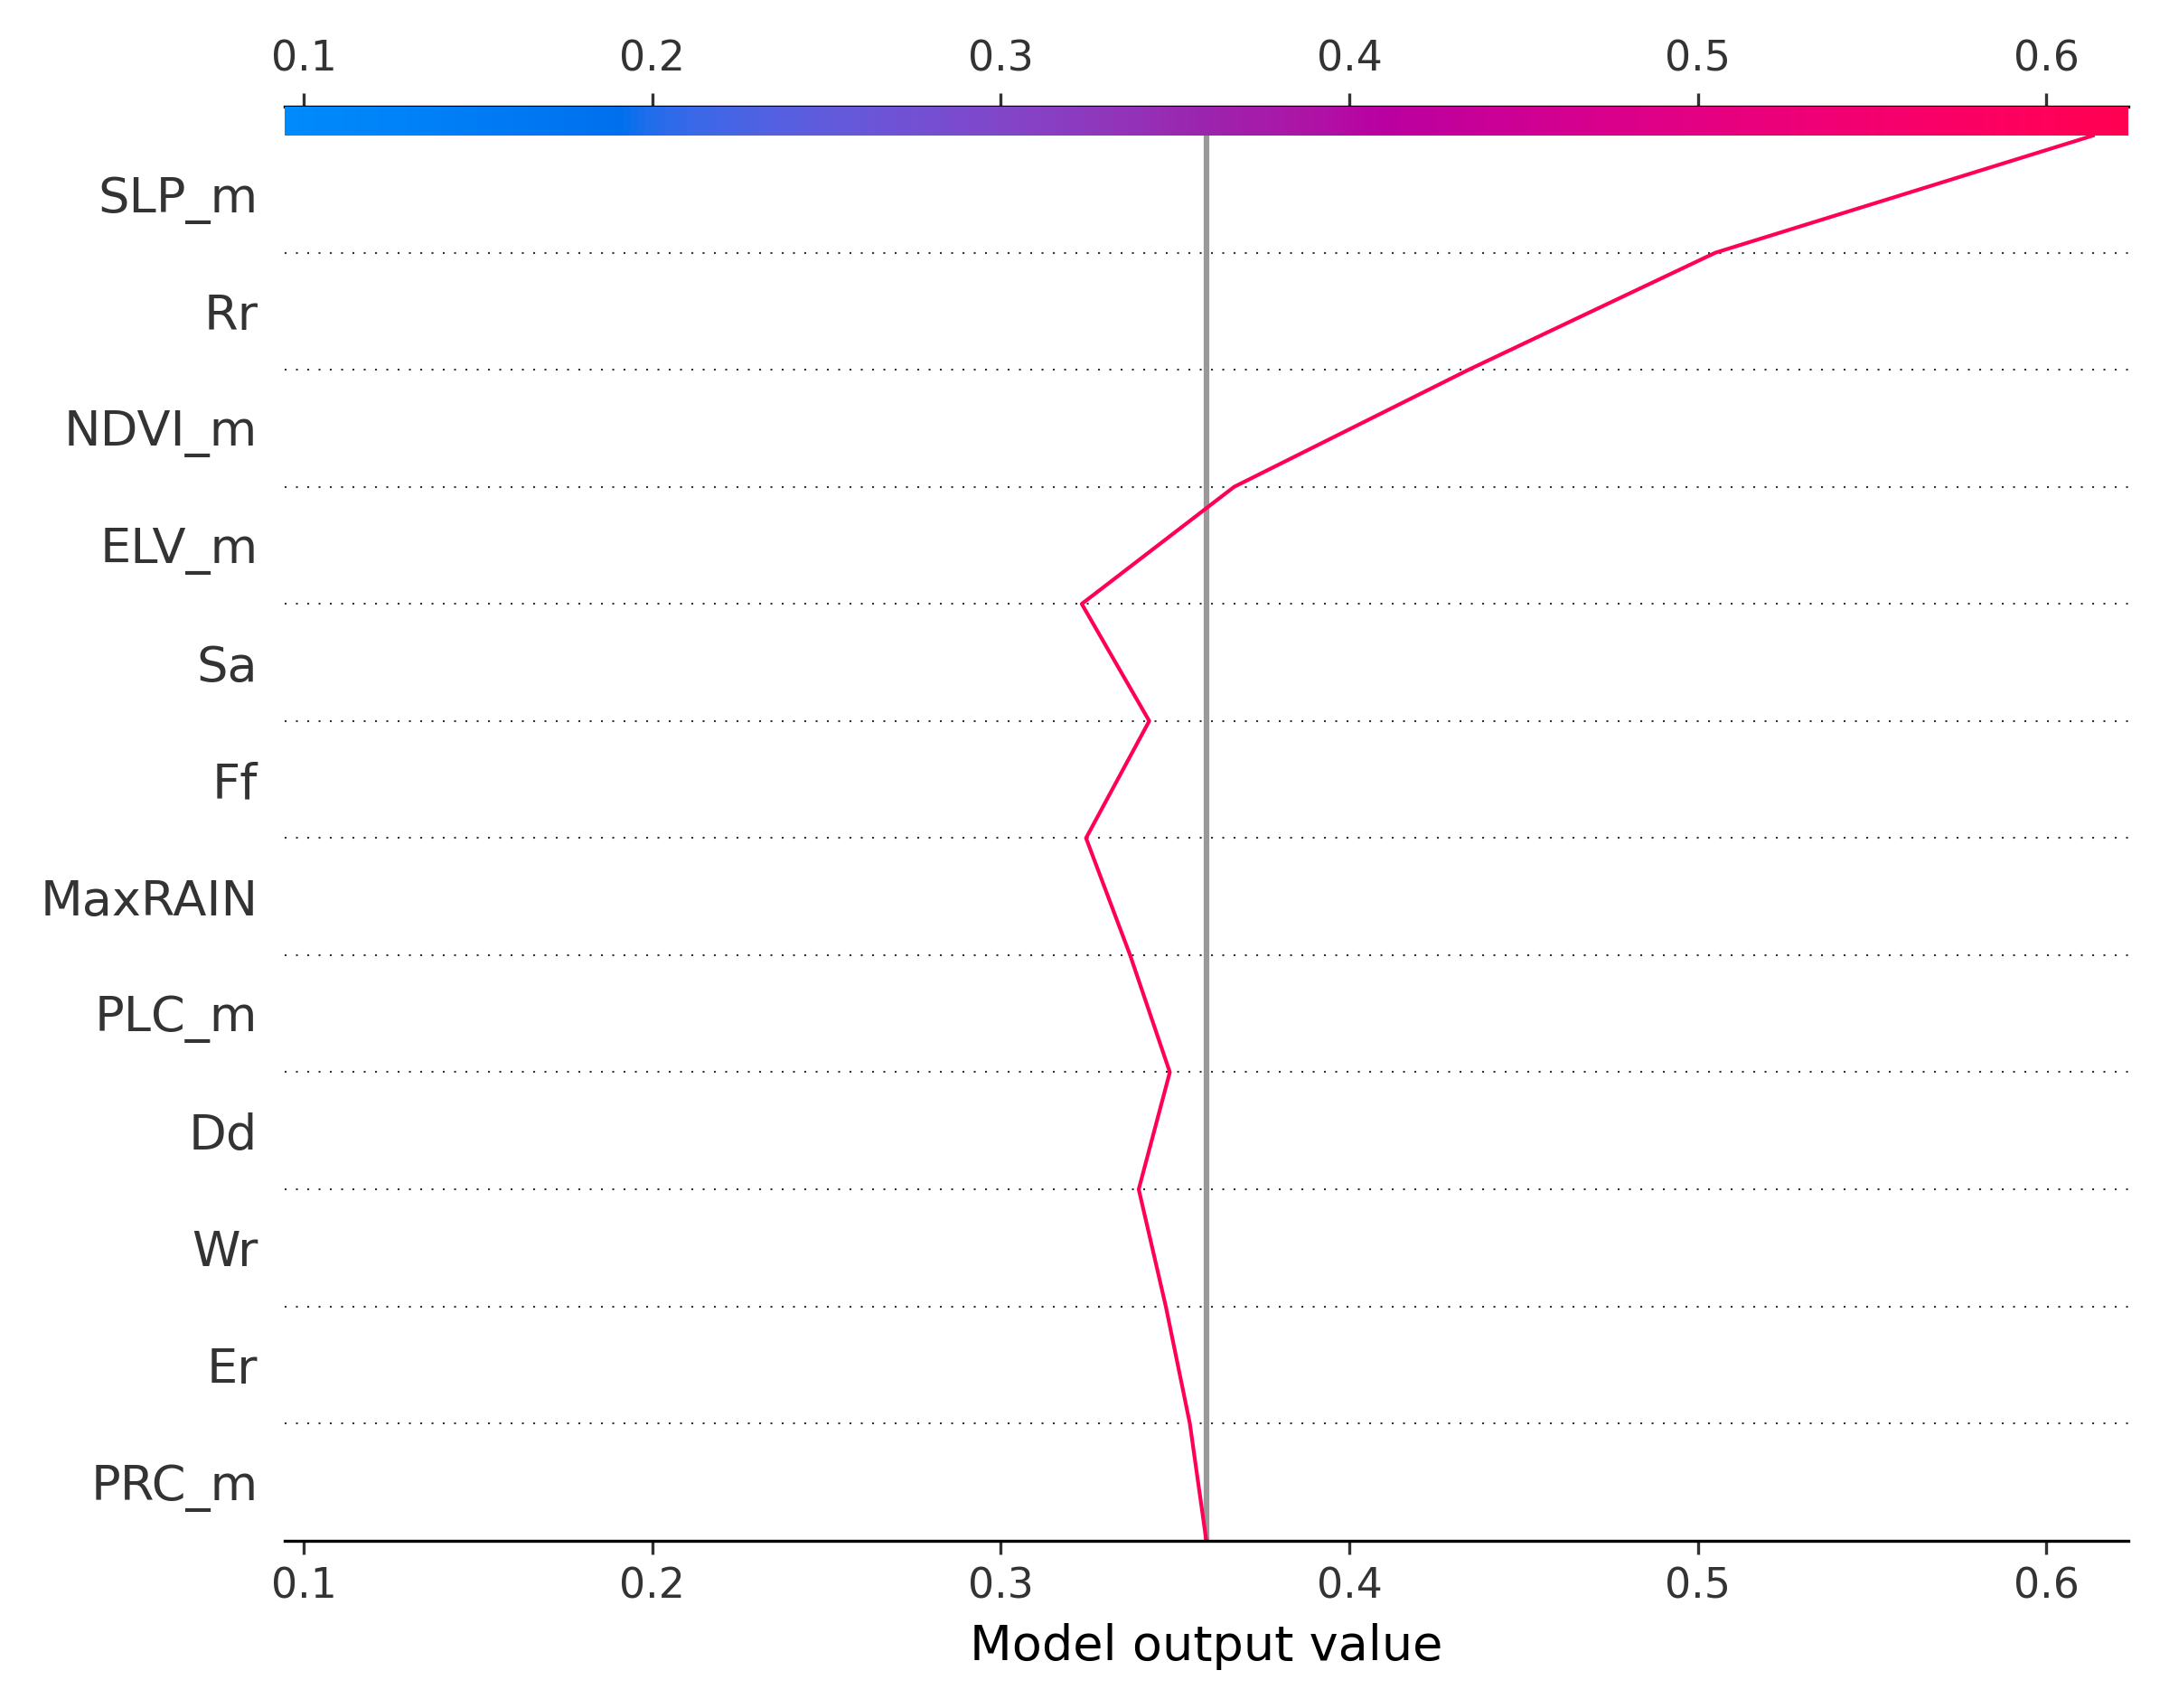 0.1 0.2 0.3 0.4 0.5 0.6
SLP_m
Rr
NDVI_m
ELV_m
Sa
Ff
MaxRAIN
PLC_m
Dd
Wr
Er
PRC_m
0.1 0.2 0.3 0.4 0.5 0.6
Model output value